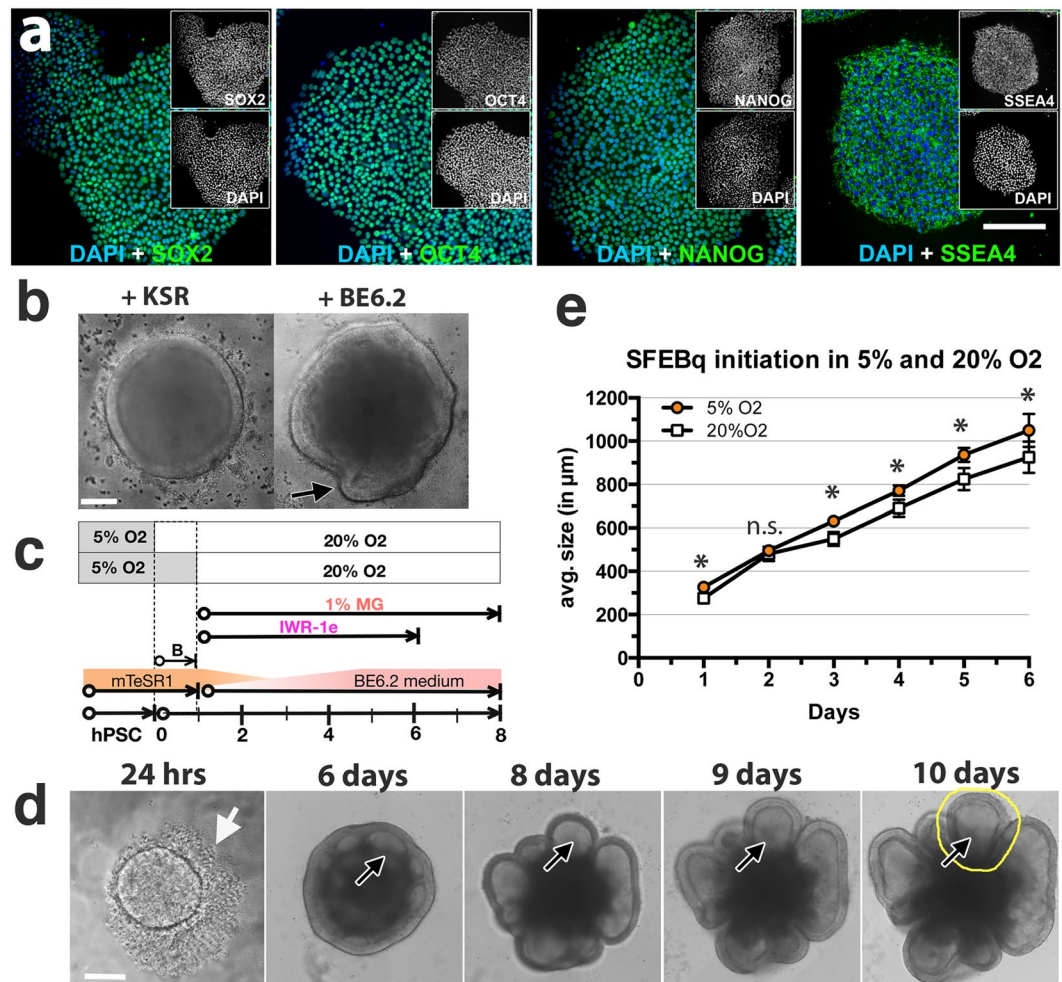 a
SOX2
DAPI
DAPI + SOX2
OCT4
DAPI
DAPI + OCT4
NANOG
DAPI
DAPI + NANOG
SSEA4
DAPI
DAPI + SSEA4
b
+ KSR
+ BE6.2
c
5% O2
20% O2
5% O2
20% O2
1% MG
IWR-1e
B
mTeSR1
BE6.2 medium
hPSC 0 2 4 6 8
e
SFEBq initiation in 5% and 20% O2
5% O2
20%O2
avg. size (in µm)
1200
1000
800
600
400
200
0
* n.s. * * * *
0 1 2 3 4 5 6
Days
d
24 hrs
6 days
8 days
9 days
10 days